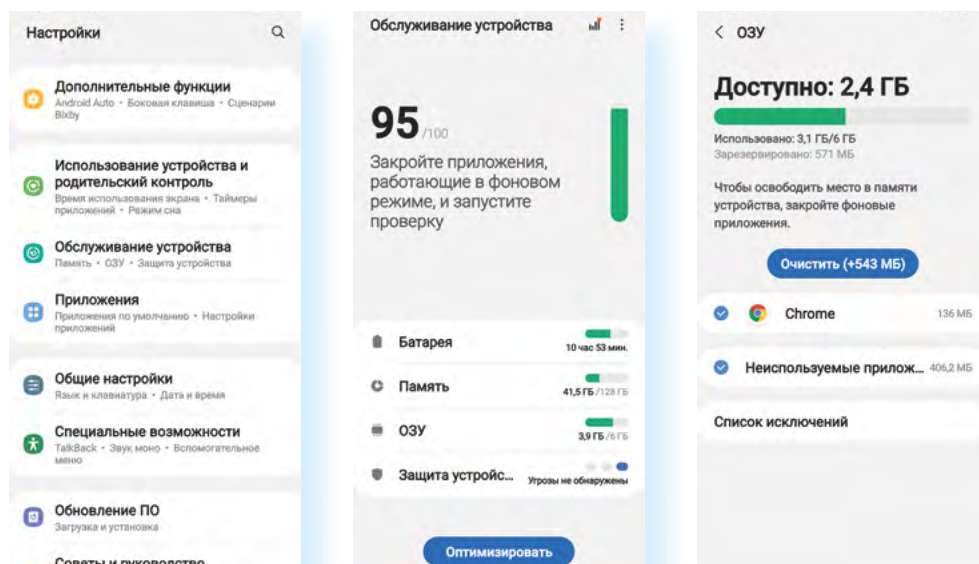 Настройки
Дополнительные функции
Android Auto • Боковая клавиша • Сценарии
Bixby
Использование устройства и
родительский контроль
Время использования экрана • Таймеры
приложений • Режим сна
Обслуживание устройства
Память • ОЗУ • Защита устройства
Приложения
Приложения по умолчанию • Настройки
приложений
Общие настройки
Язык и клавиатура • Дата и время
Специальные возможности
TalkBack • Звук моно • Вспомогательное
меню
Обновление ПО
Загрузка и установка
Советы и руководство
Обслуживание устройства
95/100
Закройте приложения,
работающие в фоновом
режиме, и запустите
проверку
Батарея
10 час 53 мин.
Память
41,5 ГБ /128 ГБ
ОЗУ
3,9 ГБ /6 ГБ
Защита устройс...
Угрозы не обнаружены
Оптимизировать
< ОЗУ
Доступно: 2,4 ГБ
Использовано: 3,1 ГБ/6 ГБ
Зарезервировано: 571 МБ
Чтобы освободить место в памяти
устройства, закройте фоновые
приложения.
Очистить (+543 МБ)
Chrome 136 МБ
Неиспользуемые прилож... 406,2 МБ
Список исключений